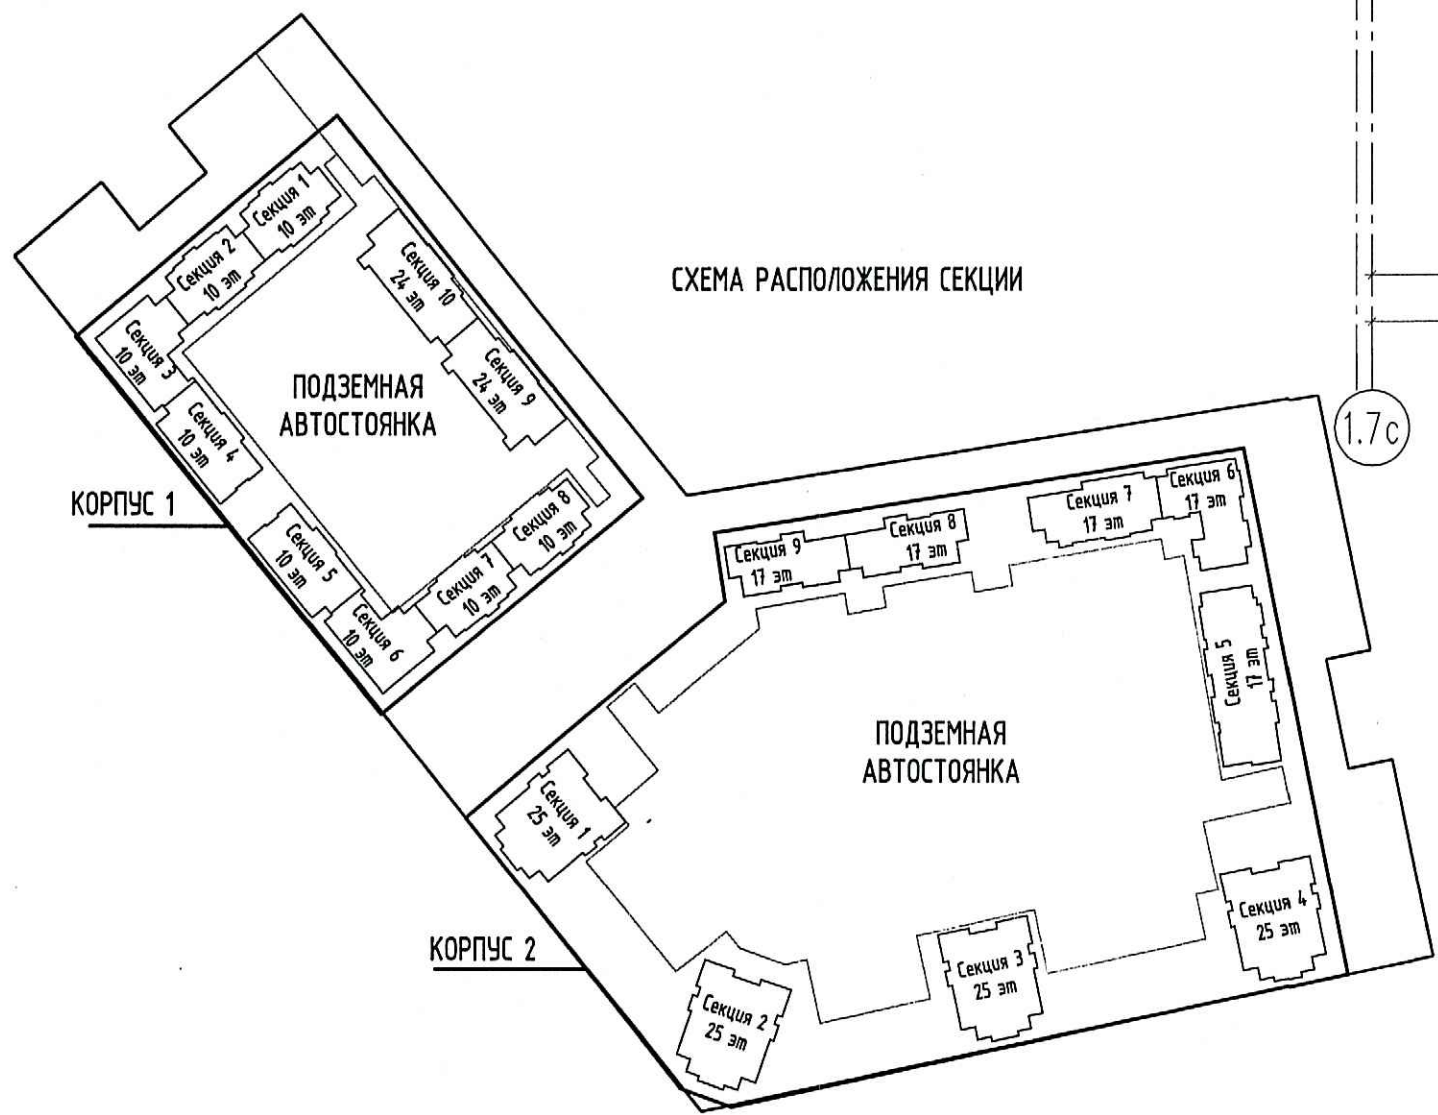 Секция 1
10 эт
Секция 2
10 эт
Секция 3
10 эт
Секция 4
10 эт
Секция 5
10 эт
Секция 6
10 эт
Секция 7
10 эт
Секция 8
10 эт
Секция 9
24 эт
Секция 10
24 эт
ПОДЗЕМНАЯ
АВТОСТОЯНКА
КОРПУС 1
СХЕМА РАСПОЛОЖЕНИЯ СЕКЦИИ
1.7с
Секция 9
17 эт
Секция 8
17 эт
Секция 7
17 эт
Секция 6
17 эт
Секция 5
17 эт
ПОДЗЕМНАЯ
АВТОСТОЯНКА
Секция 1
25 эт
Секция 2
25 эт
Секция 3
25 эт
Секция 4
25 эт
КОРПУС 2